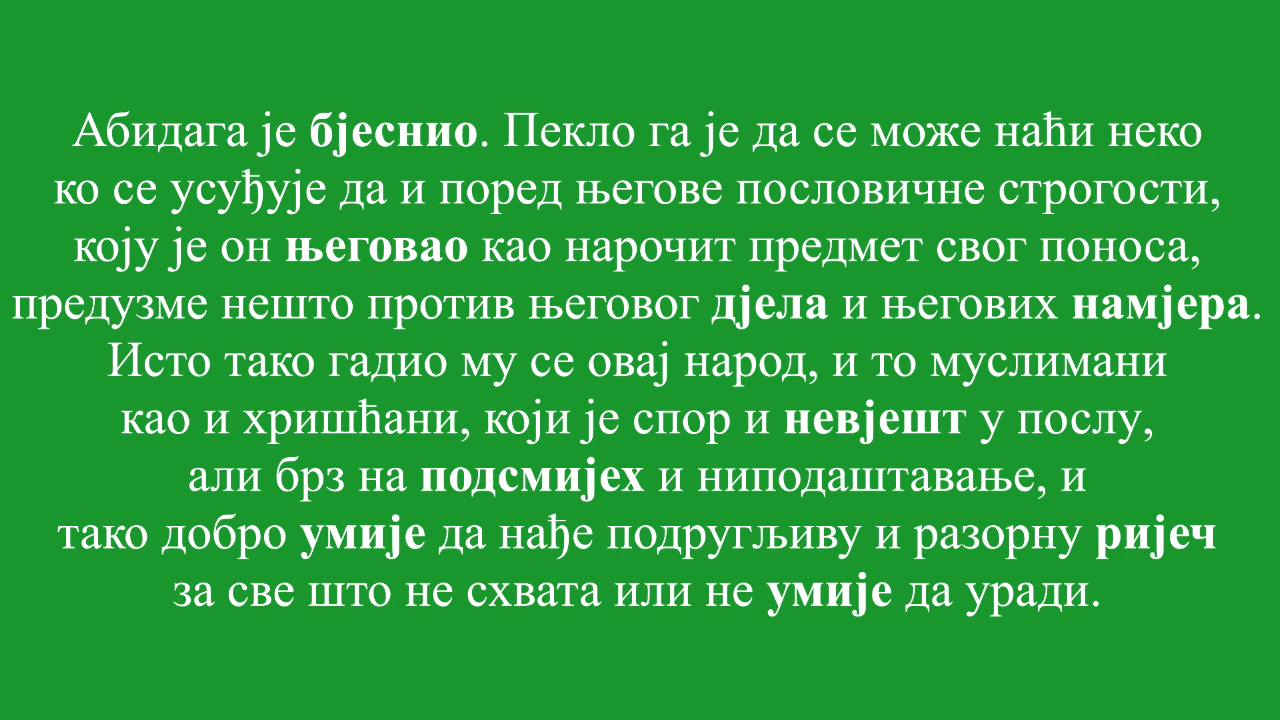 Абидага је бјеснио. Пекло га је да се може наћи неко
ко се усуђује да и поред његове пословичне строгости,
коју је он његовао као нарочит предмет свог поноса,
предузме нешто против његовог дјела и његових намјера.
Исто тако гадио му се овај народ, и то муслимани
као и хришћани, који је спор и невјешт у послу,
али брз на подсмијех и ниподаштавање, и
тако добро умије да нађе подругљиву и разорну ријеч
за све што не схвата или не умије да уради.